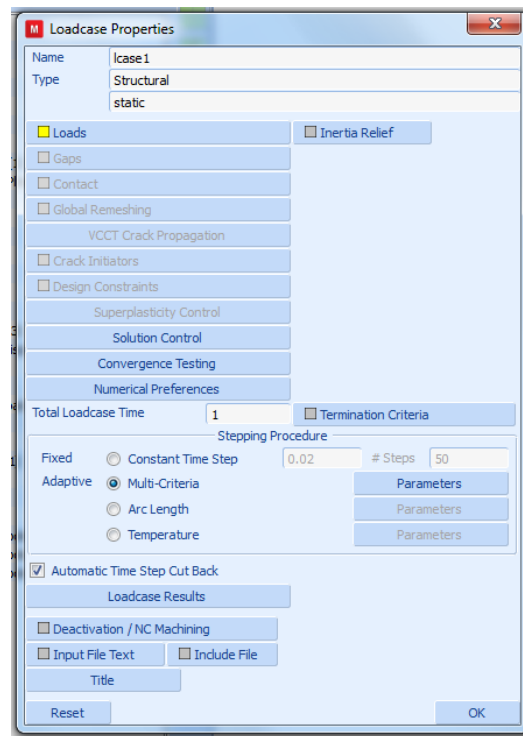 M Loadcase Properties X
Name lcase1
Type Structural
static
Loads Inertia Relief
Gaps
Contact
Global Remeshing
VCCT Crack Propagation
Crack Initiators
Design Constraints
Superplasticity Control
Solution Control
Convergence Testing
Numerical Preferences
Total Loadcase Time 1 Termination Criteria
Stepping Procedure
Fixed Constant Time Step 0.02 # Steps 50
Adaptive Multi-Criteria Parameters
Arc Length Parameters
Temperature Parameters
Automatic Time Step Cut Back
Loadcase Results
Deactivation / NC Machining
Input File Text Include File
Title
Reset OK